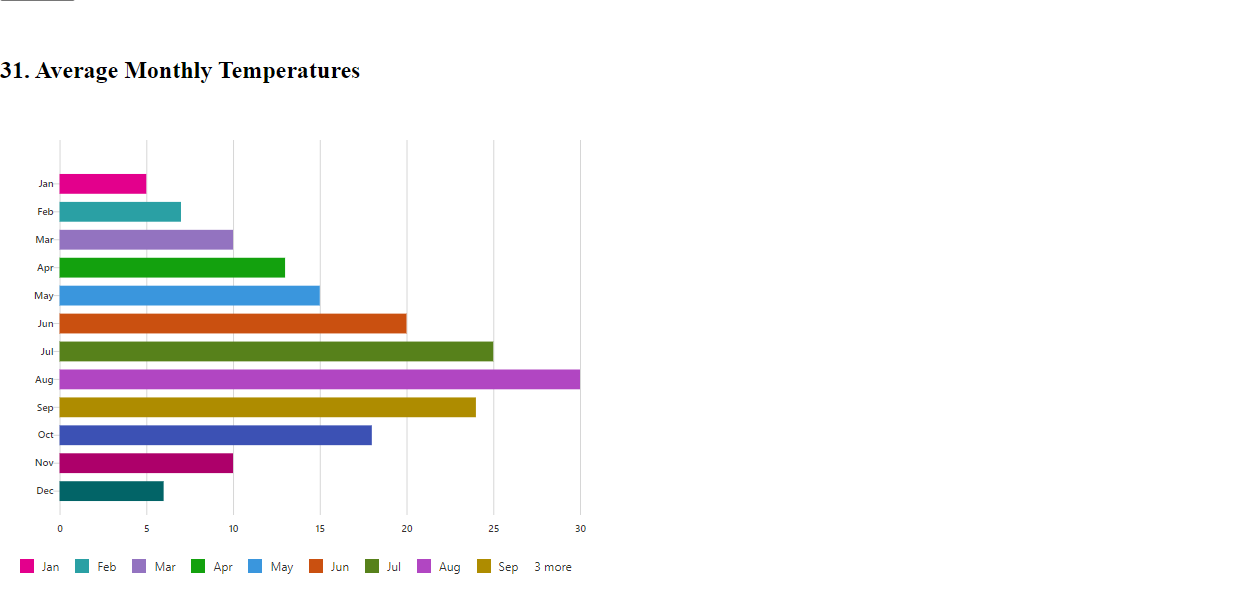 31. Average Monthly Temperatures
Jan
Feb
Mar
Apr
May
Jun
Jul
Aug
Sep
Oct
Nov
Dec
0 5 10 15 20 25 30
Jan Feb Mar Apr May Jun Jul Aug Sep 3 more